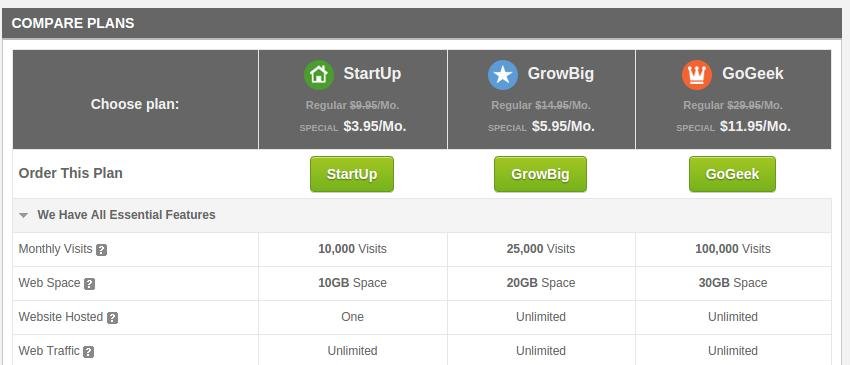 COMPARE PLANS
Choose plan: StartUp GrowBig GoGeek
Regular $9.95/Mo. Regular $14.95/Mo. Regular $29.95/Mo.
SPECIAL $3.95/Mo. SPECIAL $5.95/Mo. SPECIAL $11.95/Mo.
Order This Plan StartUp GrowBig GoGeek
We Have All Essential Features
Monthly Visits ? 10,000 Visits 25,000 Visits 100,000 Visits
Web Space ? 10GB Space 20GB Space 30GB Space
Website Hosted ? One Unlimited Unlimited
Web Traffic ? Unlimited Unlimited Unlimited